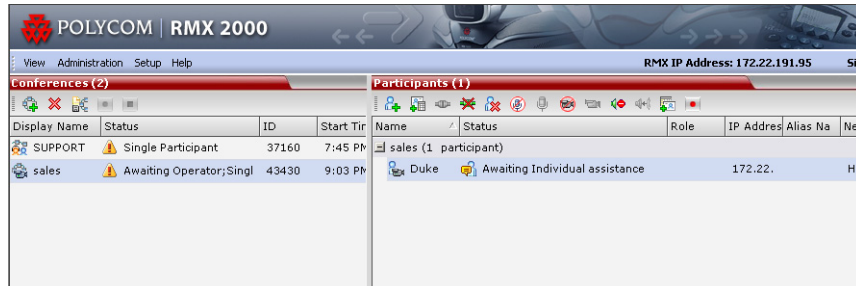 POLYCOM | RMX 2000
View Administration Setup Help RMX IP Address: 172.22.191.95 Si
Conferences (2) Participants (1)
Display Name Status ID Start Tir Name Status Role IP Addres Alias Na Ne
SUPPORT Single Participant 37160 7:45 PM sales (1 participant)
sales Awaiting Operator;Singl 43430 9:03 PM Duke Awaiting Individual assistance 172.22. H